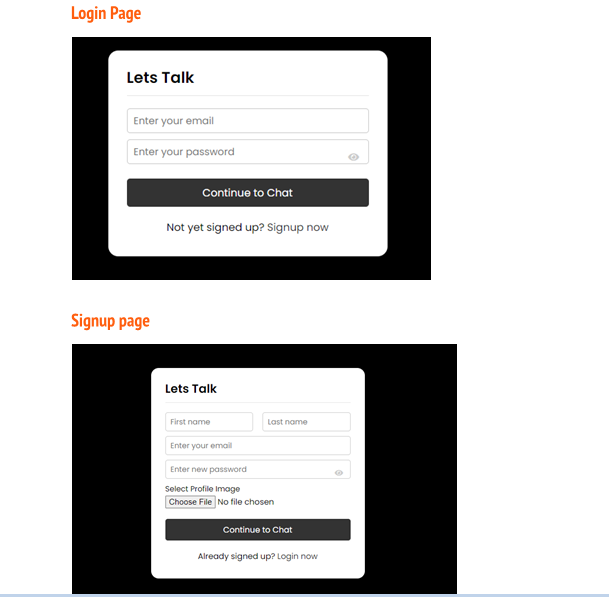 Login Page
Lets Talk
Enter your email
Enter your password
Continue to Chat
Not yet signed up? Signup now
Signup page
Lets Talk
First name Last name
Enter your email
Enter new password
Select Profile Image
Choose File No file chosen
Continue to Chat
Already signed up? Login now